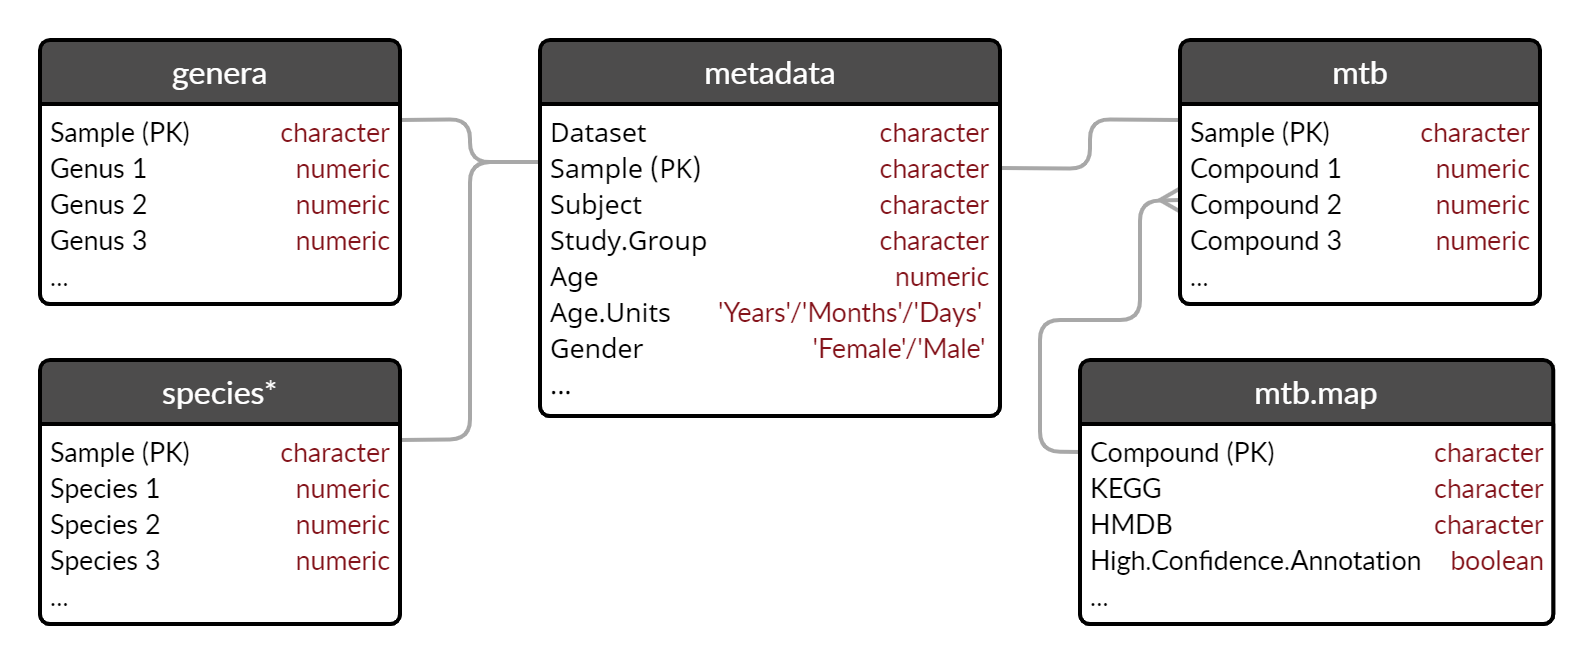 genera
Sample (PK) character
Genus 1 numeric
Genus 2 numeric
Genus 3 numeric
...
species*
Sample (PK) character
Species 1 numeric
Species 2 numeric
Species 3 numeric
...
metadata
Dataset character
Sample (PK) character
Subject character
Study.Group character
Age numeric
Age.Units 'Years'/'Months'/'Days'
Gender 'Female'/'Male'
...
mtb
Sample (PK) character
Compound 1 numeric
Compound 2 numeric
Compound 3 numeric
...
mtb.map
Compound (PK) character
KEGG character
HMDB character
High.Confidence.Annotation boolean
...